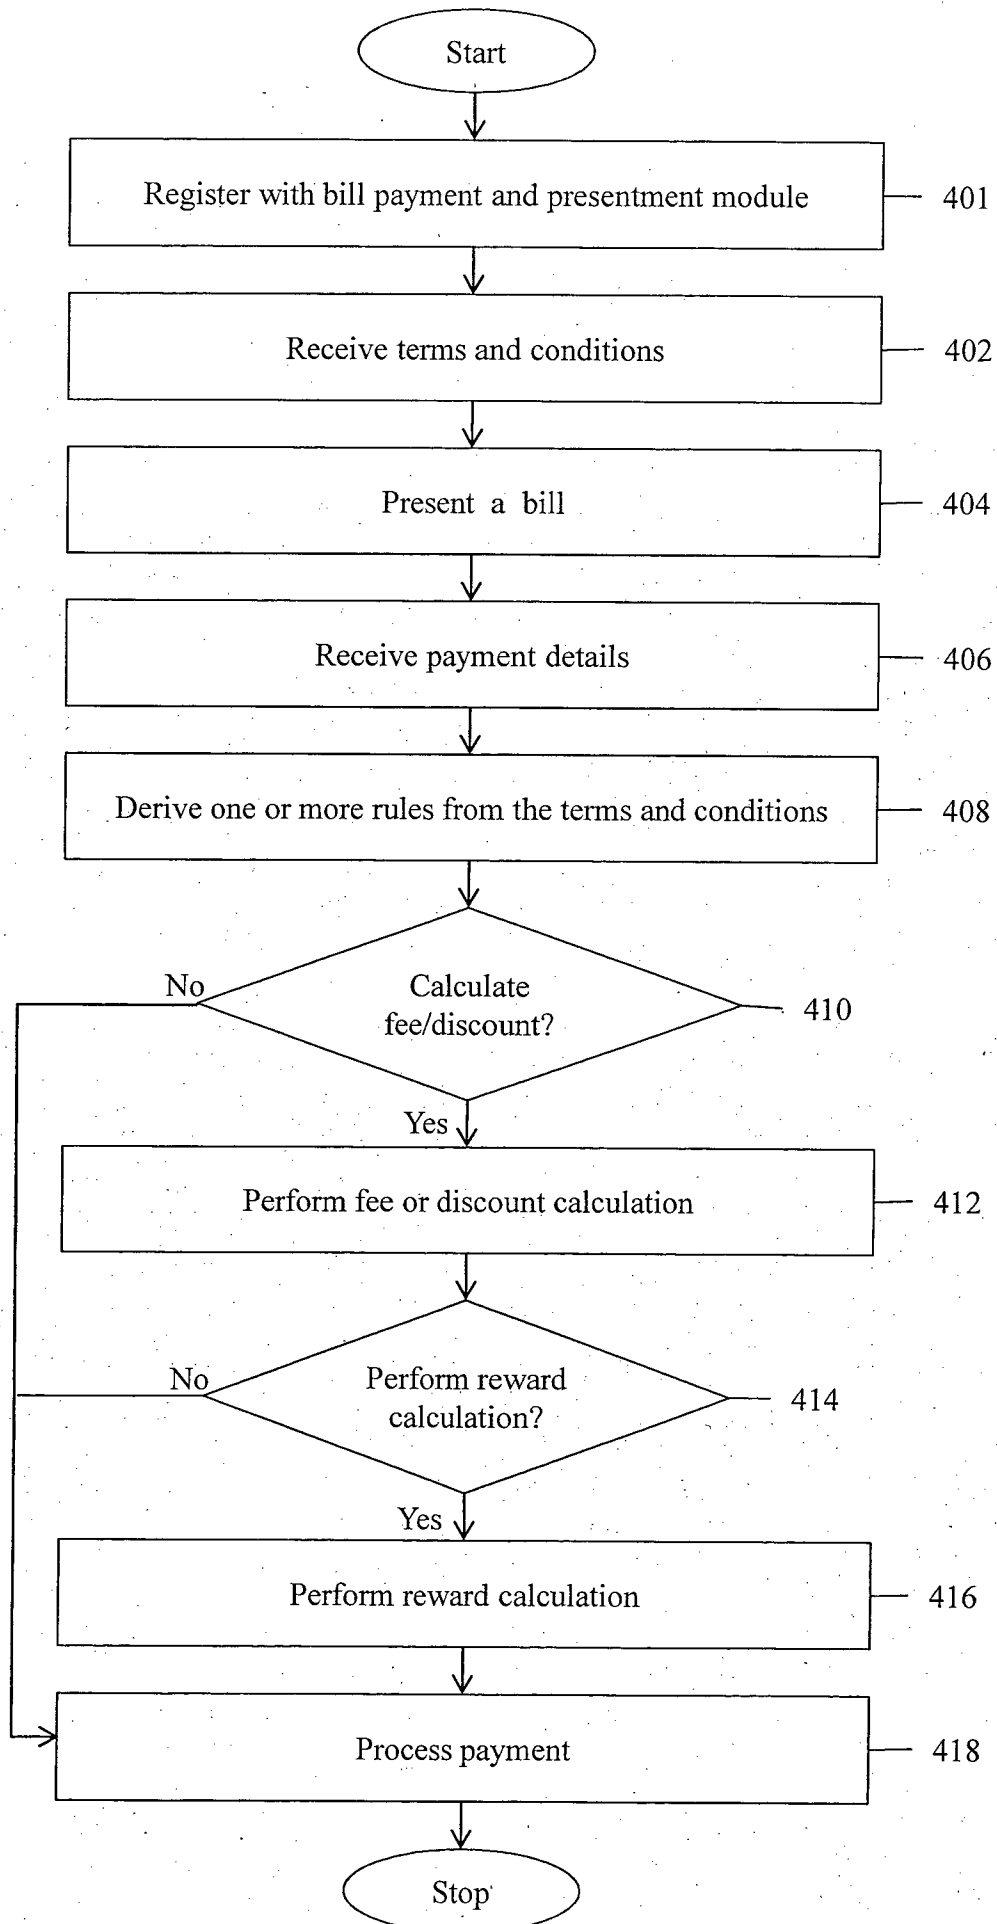 Start
Register with bill payment and presentment module
401
Receive terms and conditions
402
Present a bill
404
Receive payment details
406
Derive one or more rules from the terms and conditions
408
No
Calculate
fee/discount?
410
Yes
Perform fee or discount calculation
412
No
Perform reward
calculation?
414
Yes
Perform reward calculation
416
Process payment
418
Stop